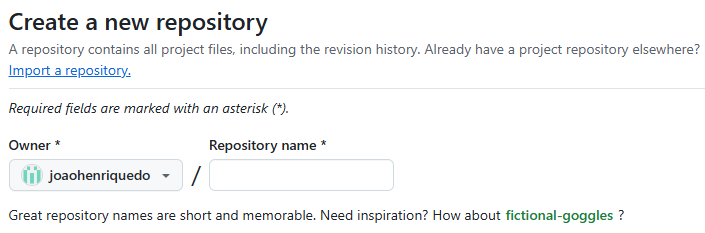 Create a new repository
A repository contains all project files, including the revision history. Already have a project repository elsewhere?
Import a repository.
Required fields are marked with an asterisk (*).
Owner *
Repository name *
joaohenriquedo
/
Great repository names are short and memorable. Need inspiration? How about fictional-goggles ?